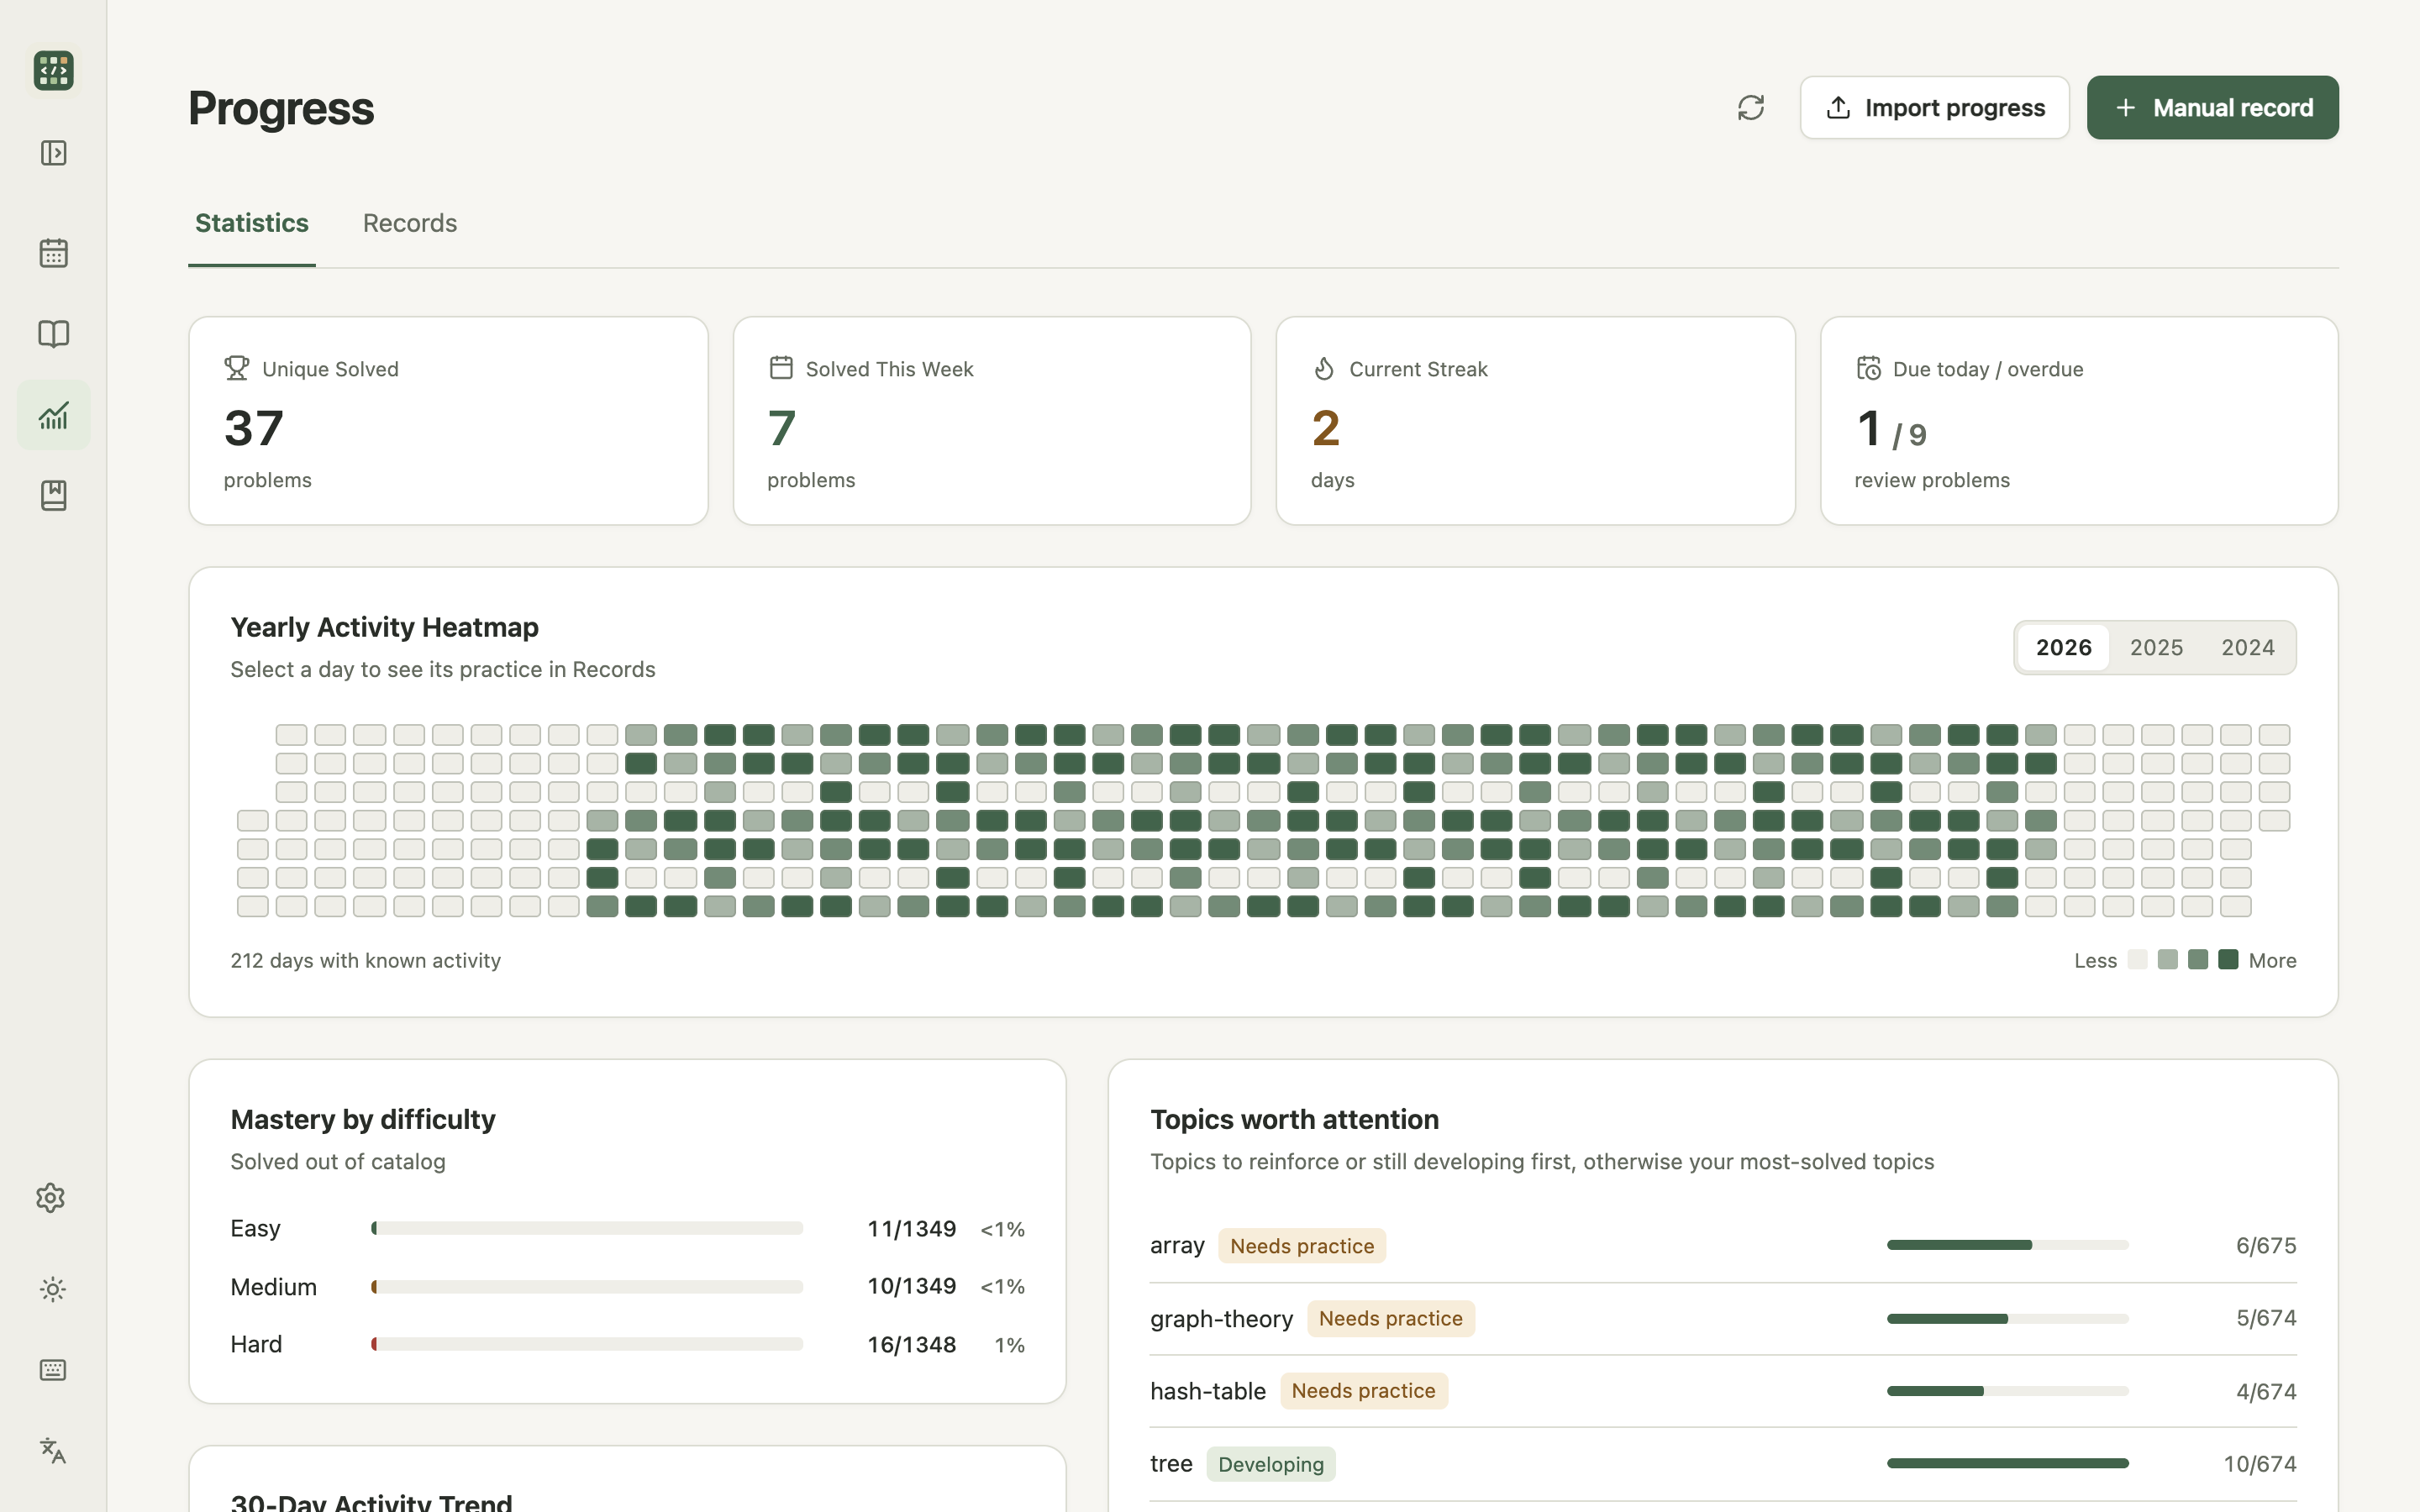 Progress
Import progress
Manual record
Statistics
Records
Unique Solved
37
problems
Solved This Week
7
problems
Current Streak
2
days
Due today / overdue
1 / 9
review problems
Yearly Activity Heatmap
Select a day to see its practice in Records
2026
2025
2024
212 days with known activity
Less
More
Mastery by difficulty
Solved out of catalog
Easy
11/1349
<1%
Medium
10/1349
<1%
Hard
16/1348
1%
30-Day Activity Trend
Topics worth attention
Topics to reinforce or still developing first, otherwise your most-solved topics
array
Needs practice
6/675
graph-theory
Needs practice
5/674
hash-table
Needs practice
4/674
tree
Developing
10/674